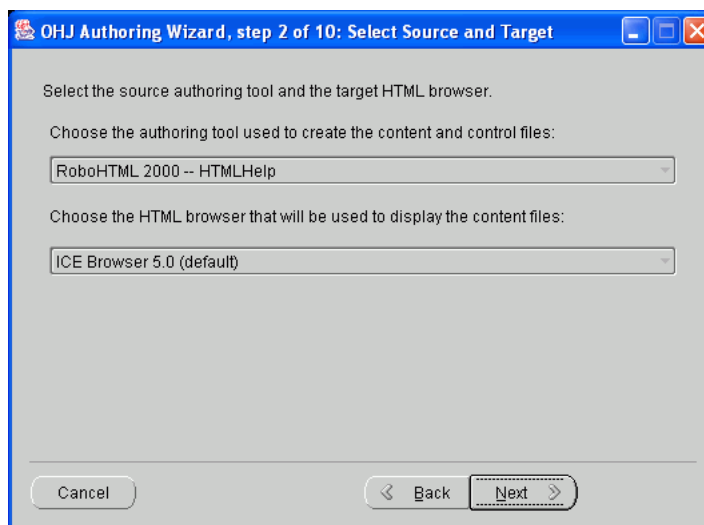 OHJ Authoring Wizard, step 2 of 10: Select Source and Target
Select the source authoring tool and the target HTML browser.
Choose the authoring tool used to create the content and control files:
RoboHTML 2000 -- HTMLHelp
Choose the HTML browser that will be used to display the content files:
ICE Browser 5.0 (default)
Cancel Back Next